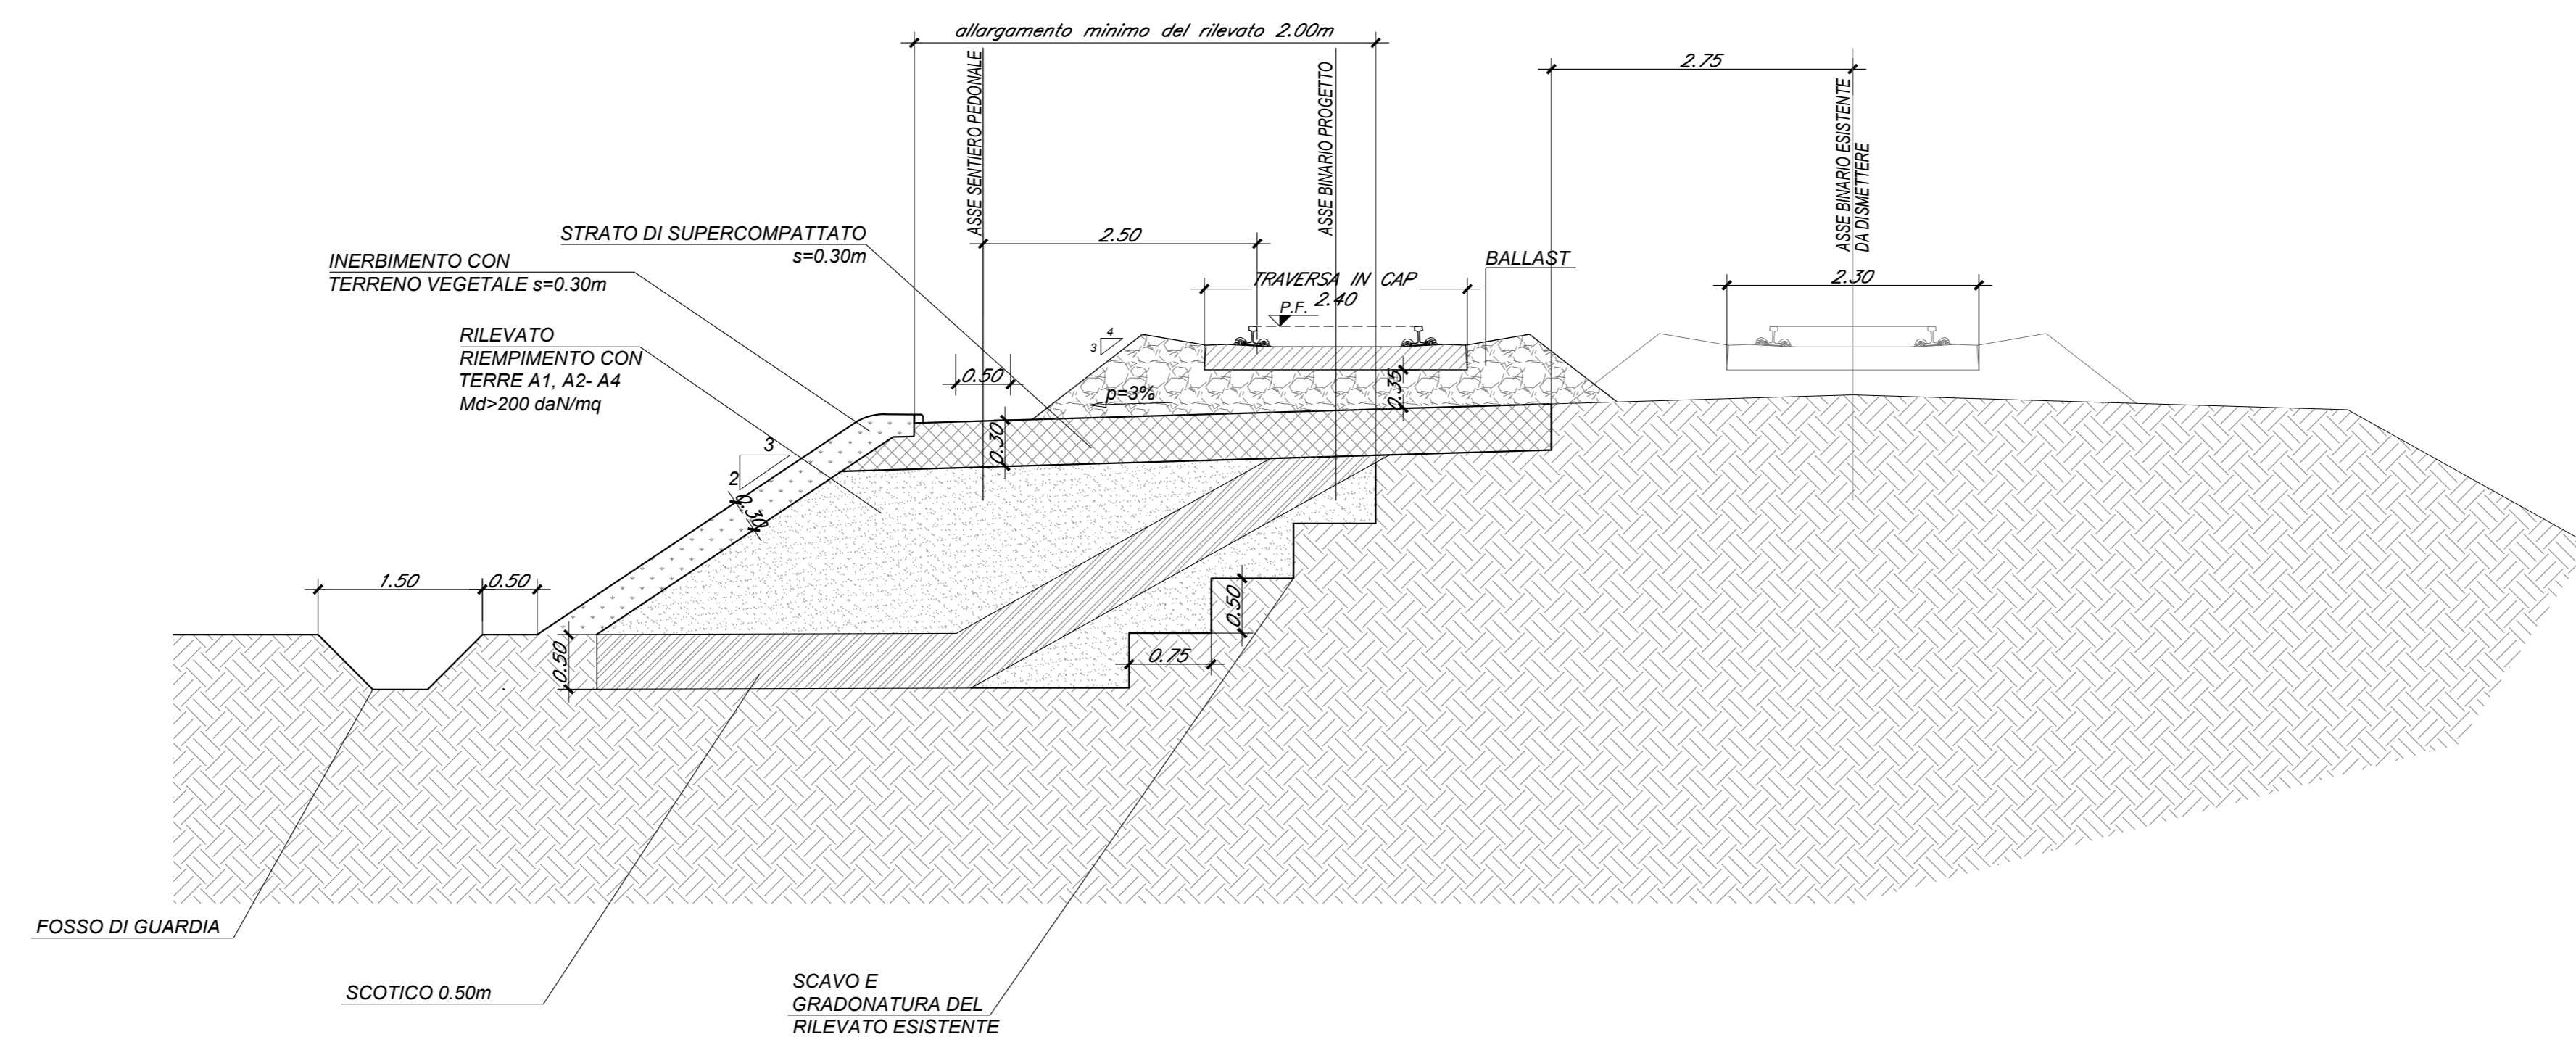 allargamento minimo del rilevato 2.00m
2.75
ASSE SENTIERO PEDONALE
ASSE BINARIO PROGETTO
ASSE BINARIO ESISTENTE
DA DISMETTERE
STRATO DI SUPERCOMPATTATO
s=0.30m
2.50
INERBIMENTO CON
TERRENO VEGETALE s=0.30m
BALLAST
TRAVERSA IN CAP
2.40
P.F.
2.30
RILEVATO
RIEMPIMENTO CON
TERRE A1, A2- A4
Md>200 daN/mq
4
3
0.50
p=3%
0.35
0.30
3
2
0.30
1.50
0.50
0.50
0.50
0.75
FOSSO DI GUARDIA
SCOTICO 0.50m
SCAVO E
GRADONATURA DEL
RILEVATO ESISTENTE